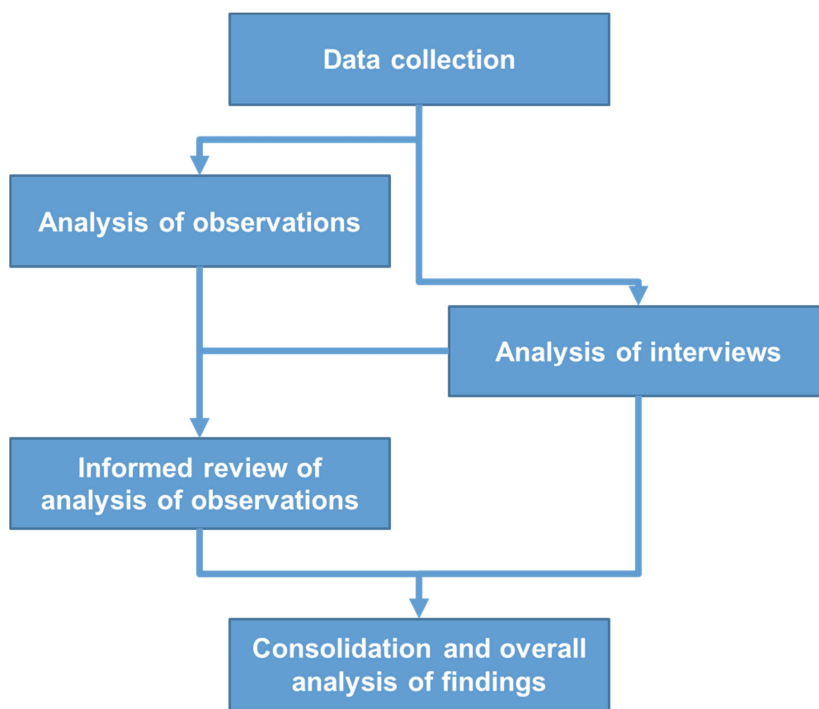 Data collection
Analysis of observations
Analysis of interviews
Informed review of
analysis of observations
Consolidation and overall
analysis of findings